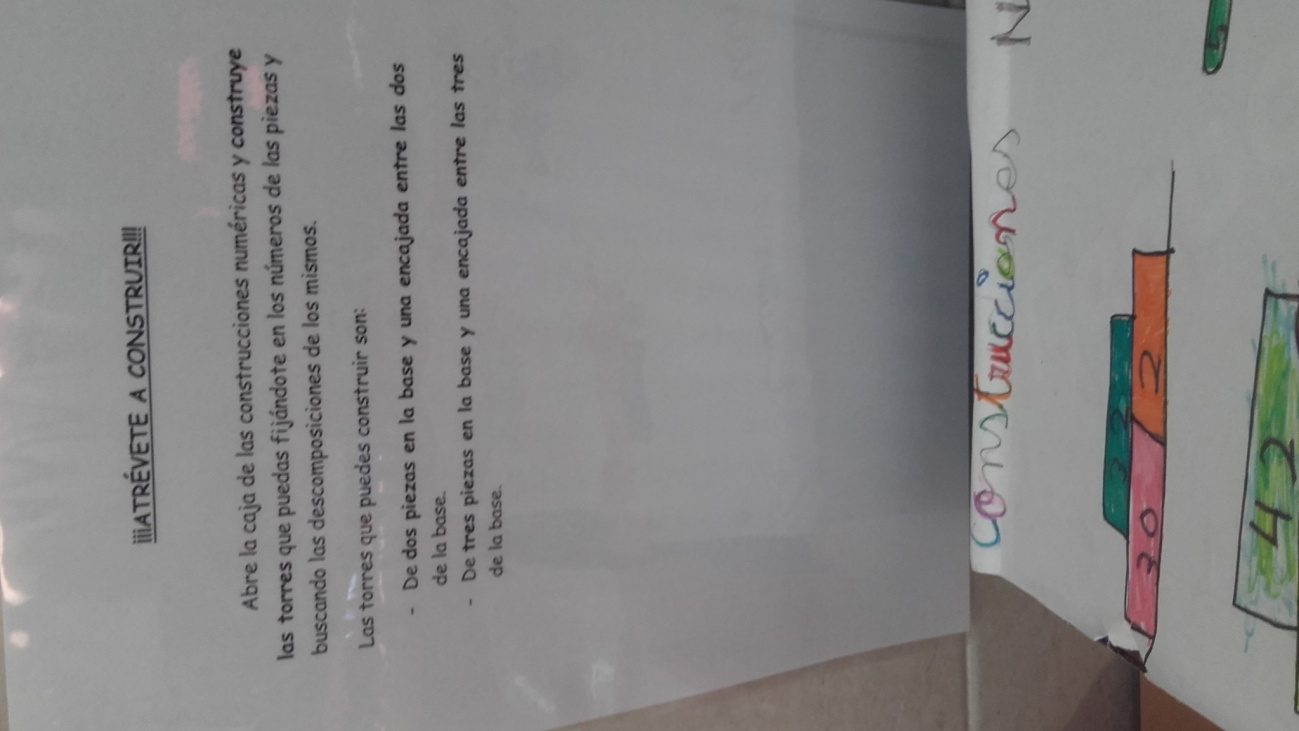 ¡¡¡¡ATRÉVETE A CONSTRUIR!!!!
Abre la caja de las construcciones numéricas y construye
las torres que puedas fijándote en los números de las piezas y
buscando las descomposiciones de los mismos.
Las torres que puedes construir son:
- De dos piezas en la base y una encajada entre las dos
de la base.
- De tres piezas en la base y una encajada entre las tres
de la base.
Construcciones N
32
30 2
42